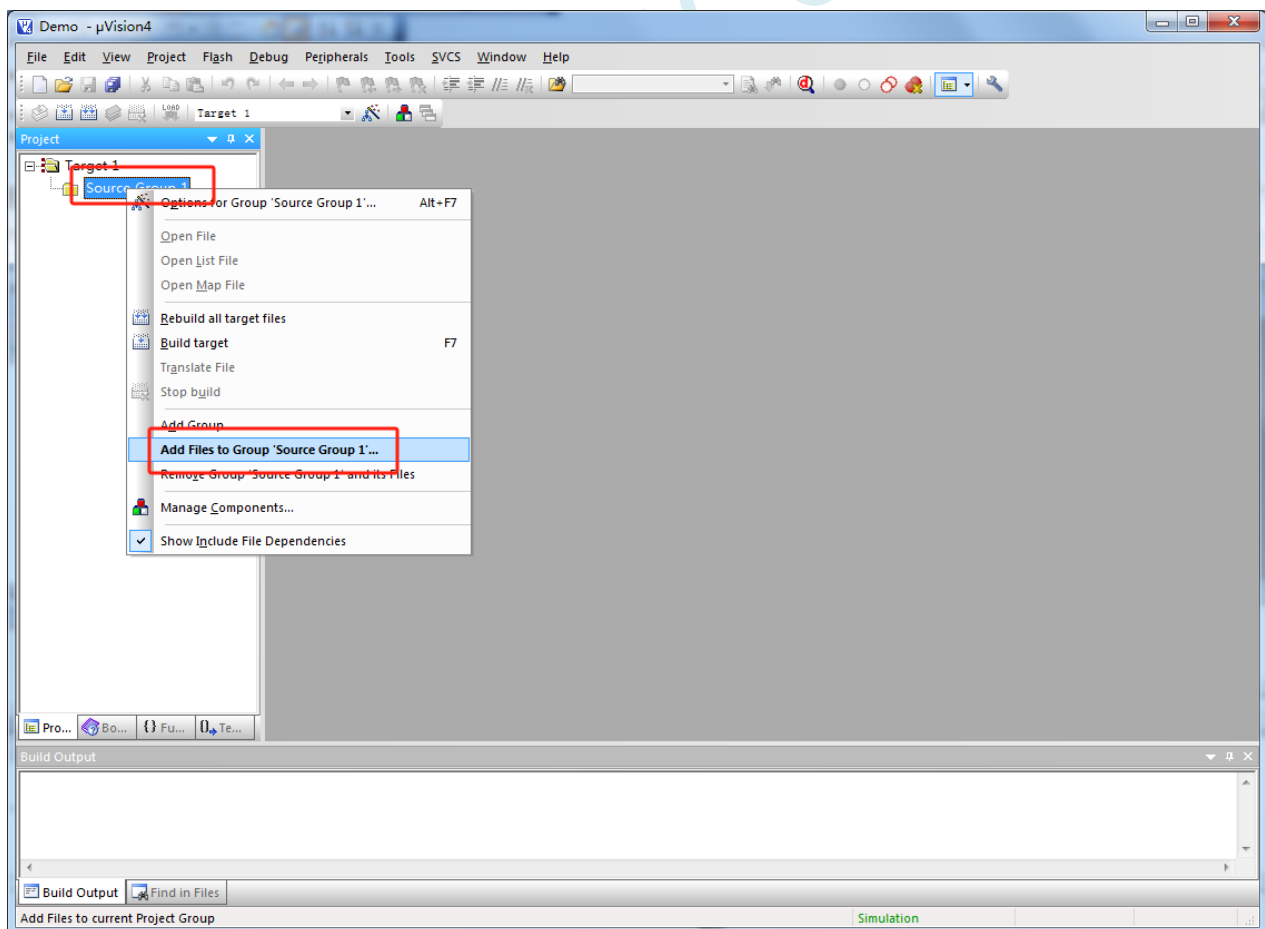 Demo - µVision4
File Edit View Project Flash Debug Peripherals Tools SVCS Window Help
LOAD Target 1
Project
Target 1
Source Group 1
Options for Group 'Source Group 1'... Alt+F7
Open File
Open List File
Open Map File
Rebuild all target files
Build target F7
Translate File
Stop build
Add Group
Add Files to Group 'Source Group 1'...
Remove Group 'Source Group 1' and its Files
Manage Components...
Show Include File Dependencies
Pro... Bo... {} Fu... 0 Te...
Build Output
Build Output Find in Files
Add Files to current Project Group Simulation